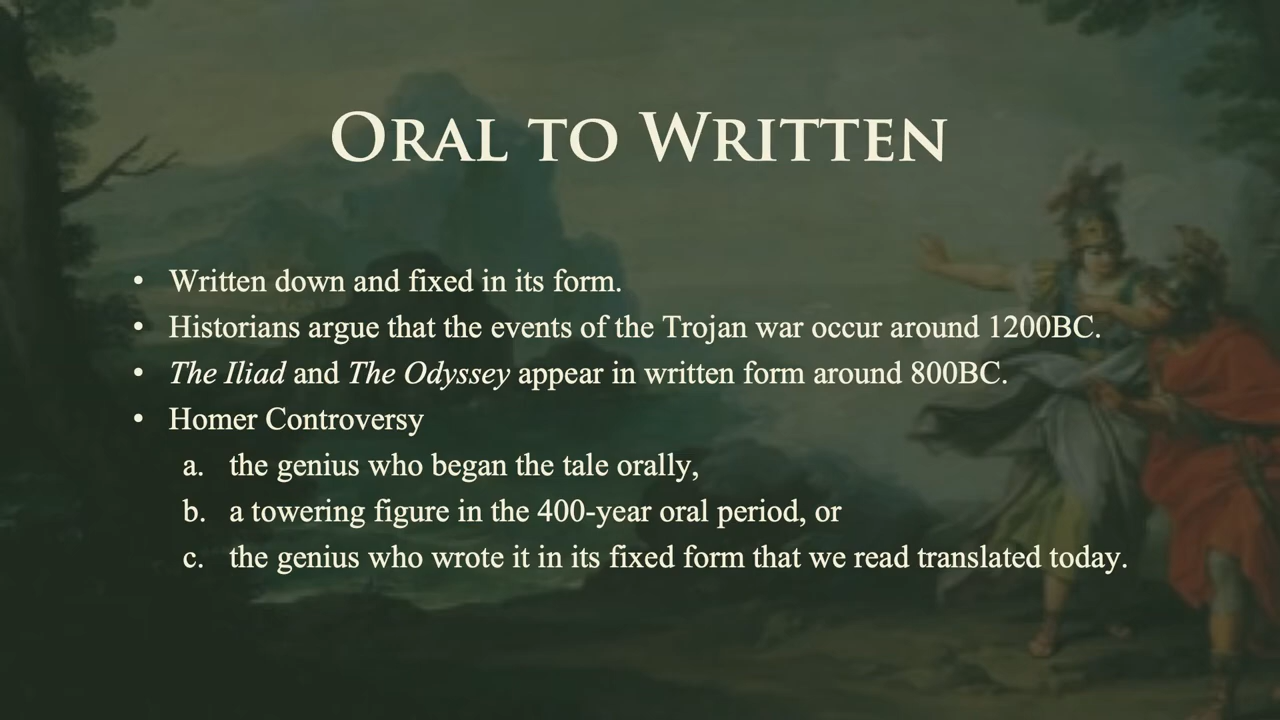 ORAL TO WRITTEN
• Written down and fixed in its form.
• Historians argue that the events of the Trojan war occur around 1200BC.
• The Iliad and The Odyssey appear in written form around 800BC.
• Homer Controversy
a. the genius who began the tale orally,
b. a towering figure in the 400-year oral period, or
c. the genius who wrote it in its fixed form that we read translated today.